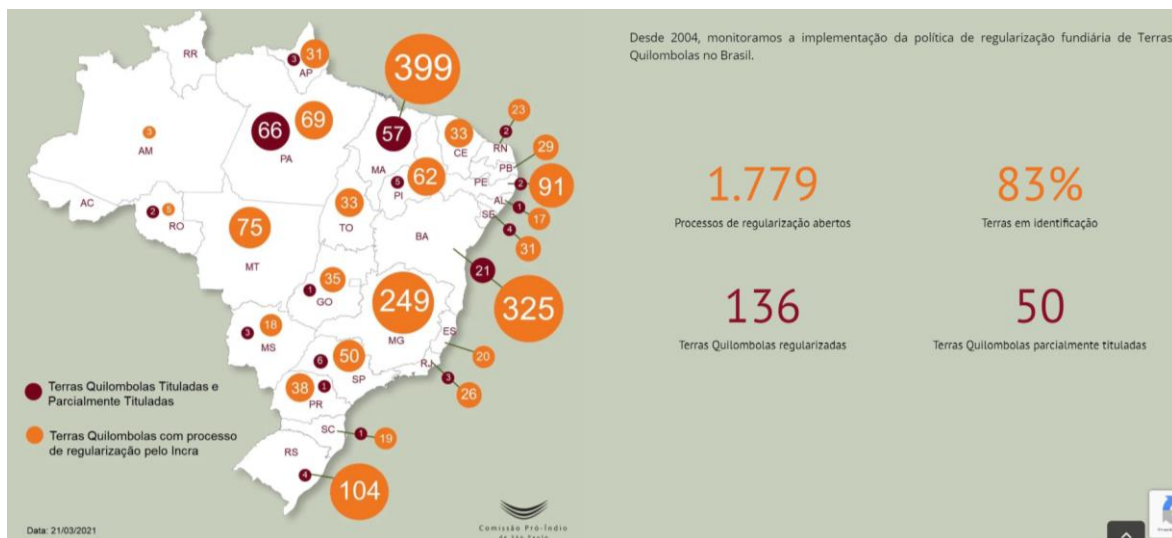 RR
31
3
AP
399
69
66
PA
57
MA
33
CE
23
2
RN
29
PB
3
AM
62
5
PI
PE
2
91
AC
AL
1
17
2
5
RO
33
TO
SE
4
31
75
MT
BA
21
325
35
1
GO
249
MG
18
3
MS
ES
20
50
6
SP
RJ
3
26
38
1
PR
SC
1
19
RS
4
104
Terras Quilombolas Tituladas e
Parcialmente Tituladas
Terras Quilombolas com processo
de regularização pelo Incra
Data: 21/03/2021
Comissão Pró-Índio
de São Paulo
Desde 2004, monitoramos a implementação da política de regularização fundiária de Terras
Quilombolas no Brasil.
1.779
Processos de regularização abertos
83%
Terras em identificação
136
Terras Quilombolas regularizadas
50
Terras Quilombolas parcialmente tituladas